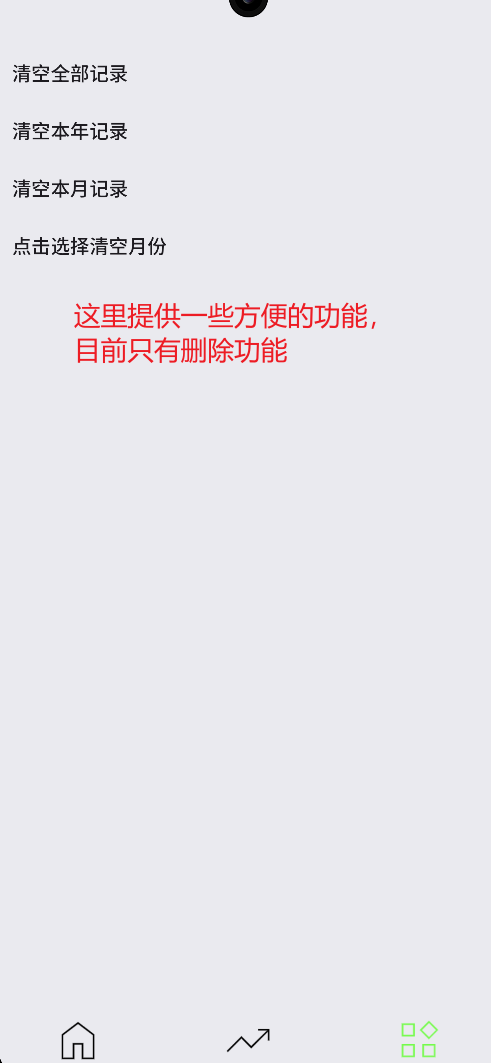 清空全部记录
清空本年记录
清空本月记录
点击选择清空月份
这里提供一些方便的功能，
目前只有删除功能